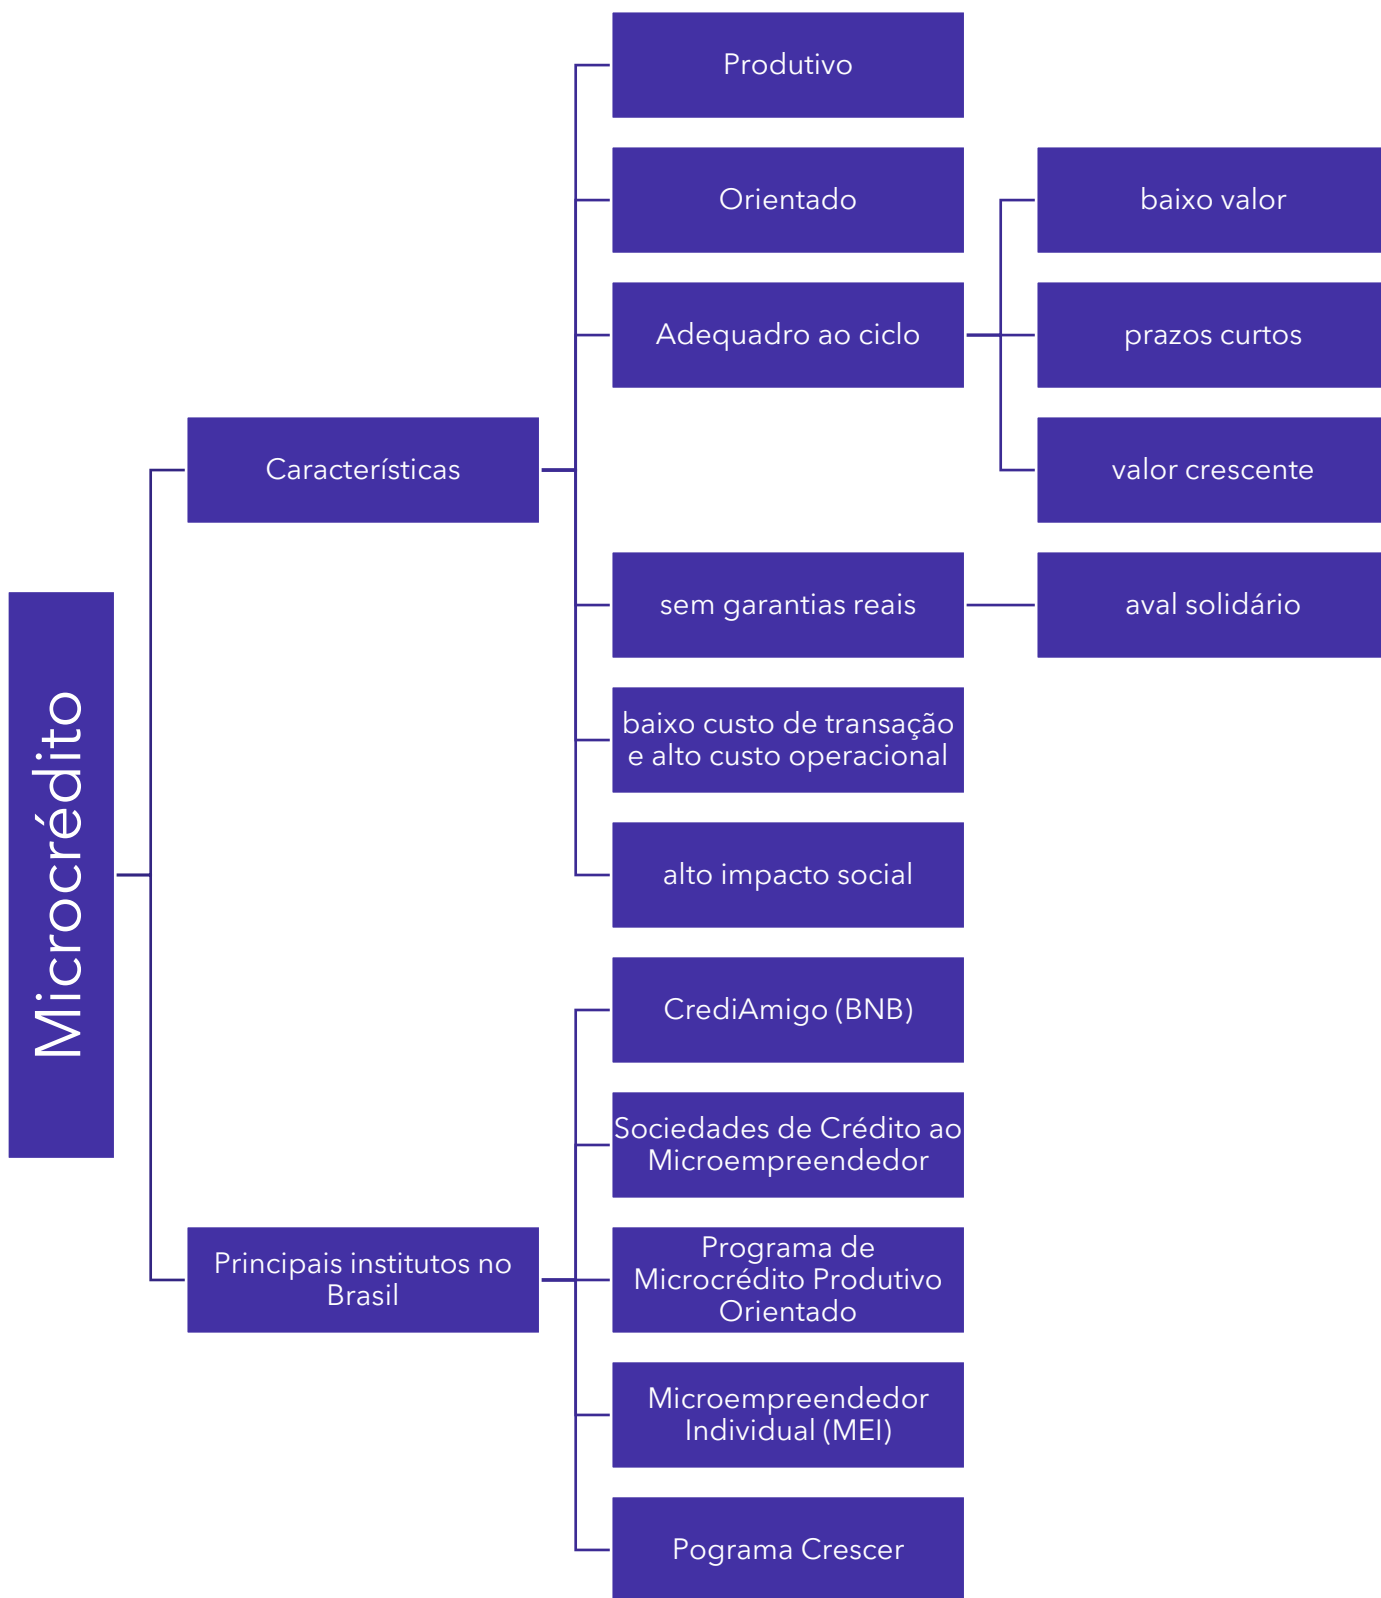 Produtivo
Orientado
baixo valor
Adequadro ao ciclo
prazos curtos
Características
valor crescente
sem garantias reais
aval solidário
Microcrédito
baixo custo de transação
e alto custo operacional
alto impacto social
CrediAmigo (BNB)
Sociedades de Crédito ao
Microempreendedor
Principais institutos no
Brasil
Programa de
Microcrédito Produtivo
Orientado
Microempreendedor
Individual (MEI)
Pograma Crescer